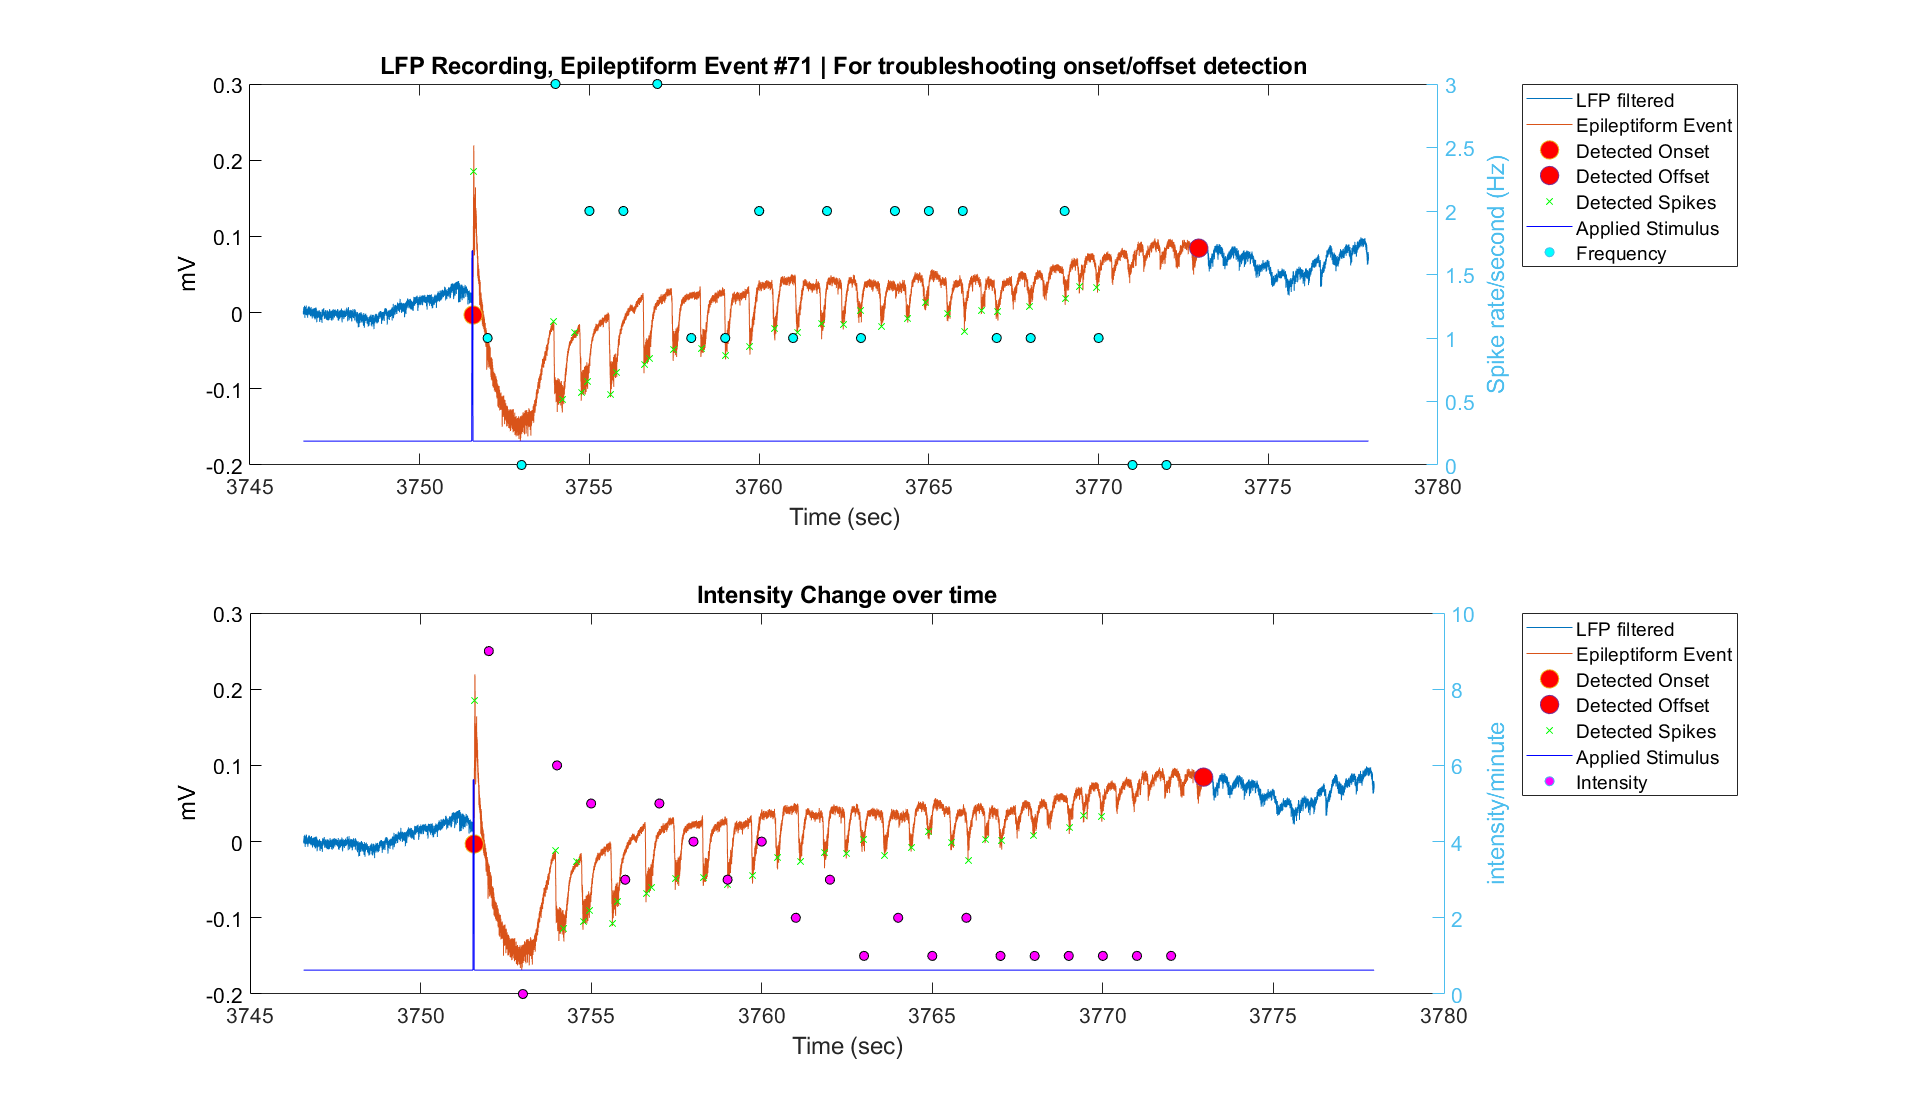 LFP Recording, Epileptiform Event #71 | For troubleshooting onset/offset detection
0.3
0.2
0.1
0
-0.1
-0.2
mV
3745
3750
3755
3760
3765
3770
3775
3780
Time (sec)
3
2.5
2
1.5
1
0.5
0
Spike rate/second (Hz)
LFP filtered
Epileptiform Event
Detected Onset
Detected Offset
Detected Spikes
Applied Stimulus
Frequency
Intensity Change over time
0.3
0.2
0.1
0
-0.1
-0.2
mV
3745
3750
3755
3760
3765
3770
3775
3780
Time (sec)
10
8
6
4
2
0
intensity/minute
LFP filtered
Epileptiform Event
Detected Onset
Detected Offset
Detected Spikes
Applied Stimulus
Intensity